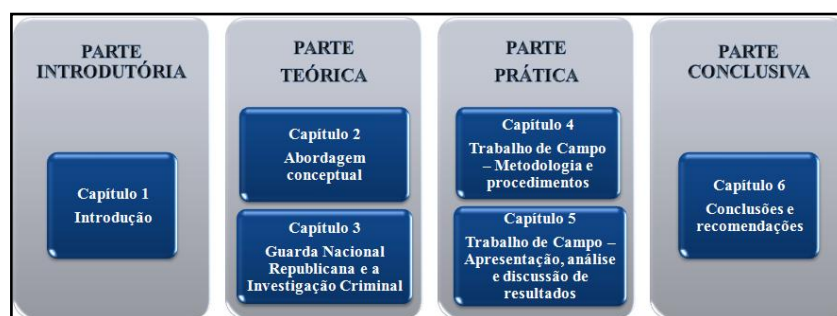 PARTE
INTRODUTÓRIA
Capítulo 1
Introdução
PARTE
TEÓRICA
Capítulo 2
Abordagem
conceptual
Capítulo 3
Guarda Nacional
Republicana e a
Investigação Criminal
PARTE
PRÁTICA
Capítulo 4
Trabalho de Campo
– Metodologia e
procedimentos
Capítulo 5
Trabalho de Campo –
Apresentação, análise
e discussão de
resultados
PARTE
CONCLUSIVA
Capítulo 6
Conclusões e
recomendações